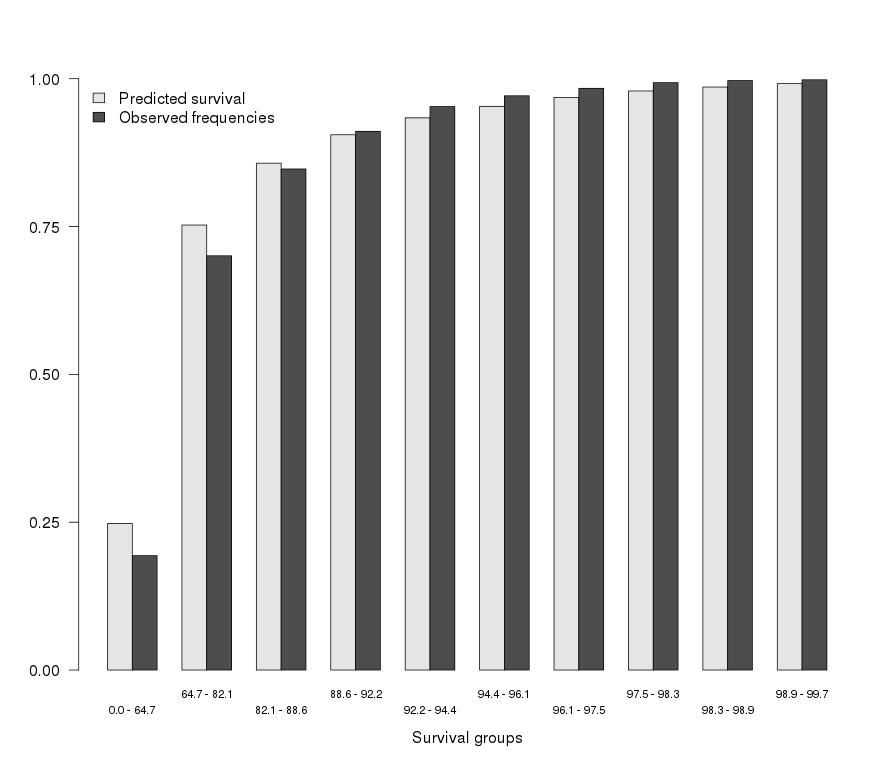 1.00
Predicted survival
Observed frequencies
0.75
0.50
0.25
0.00
64.7 - 82.1
88.6 - 92.2
94.4 - 96.1
97.5 - 98.3
98.9 - 99.7
0.0 - 64.7
82.1 - 88.6
92.2 - 94.4
96.1 - 97.5
98.3 - 98.9
Survival groups